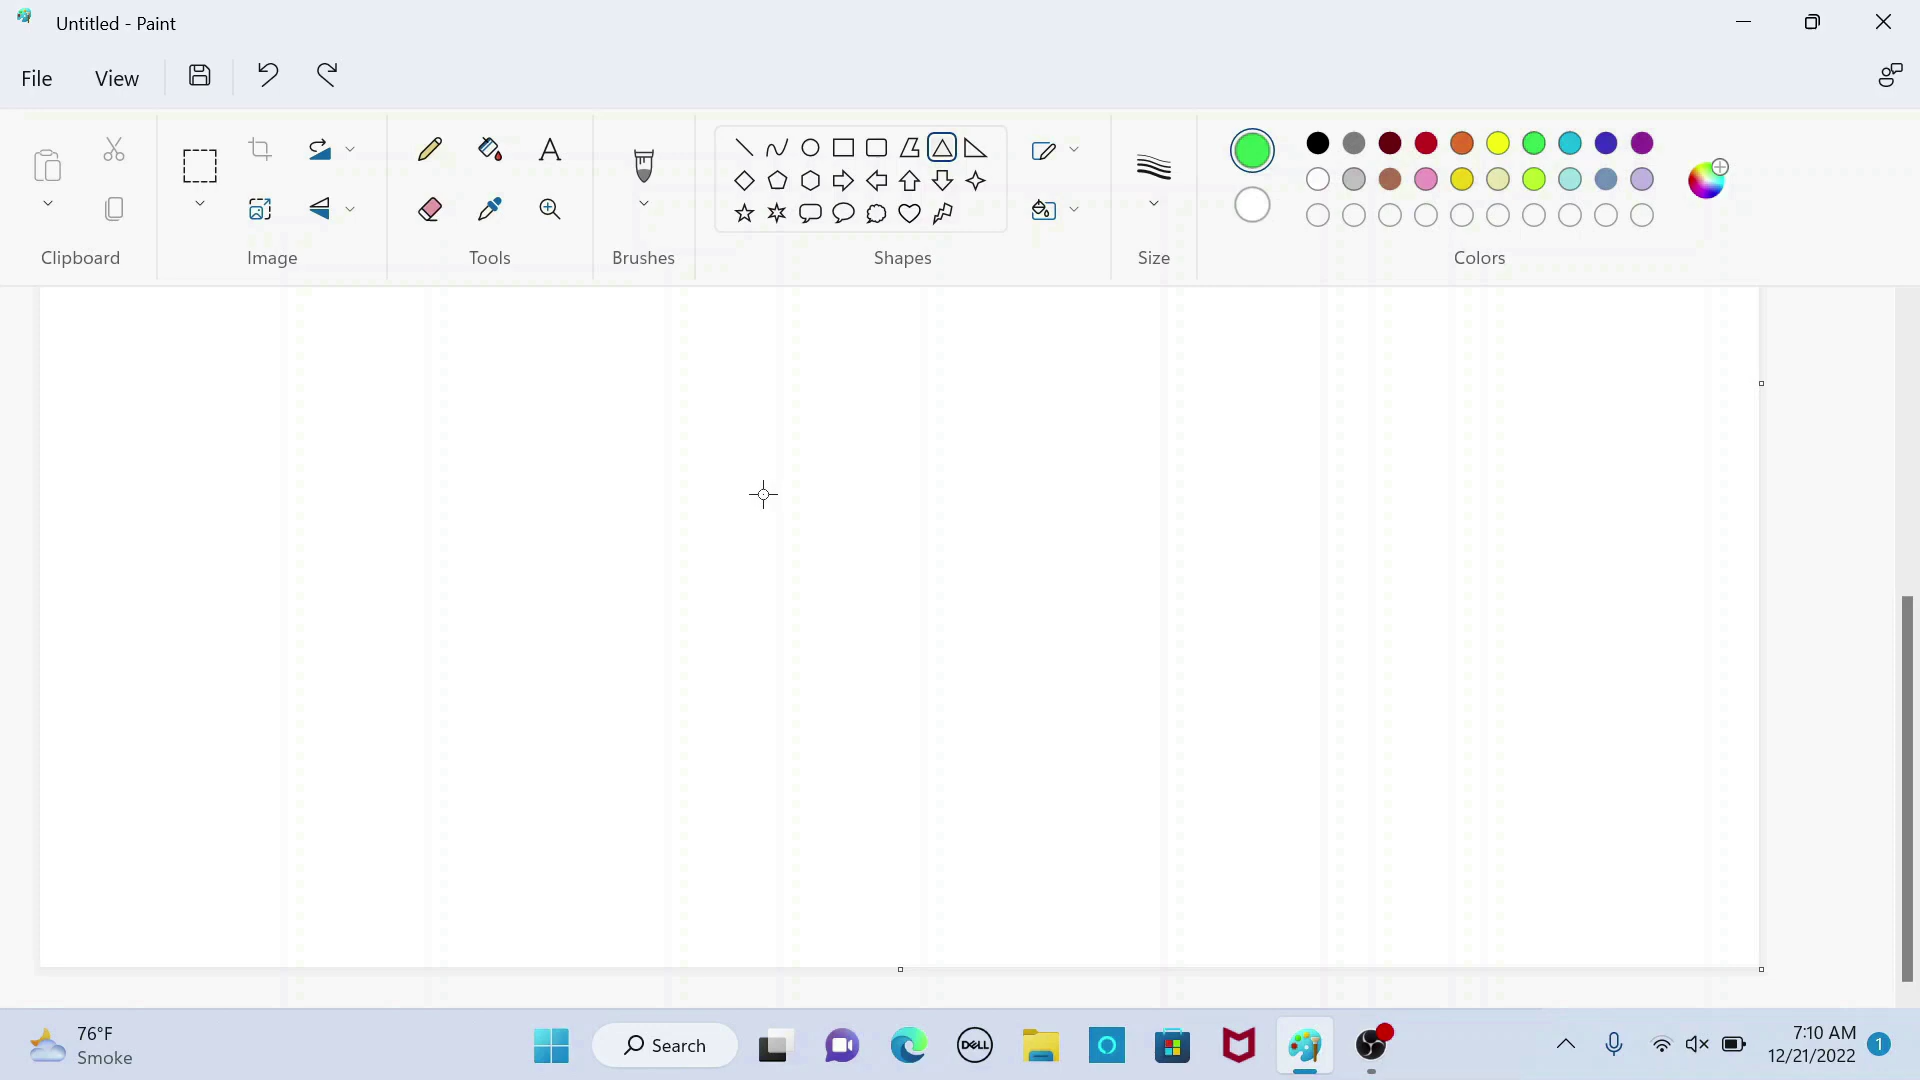 Untitled - Paint
File View
Clipboard
Image
Tools
Brushes
Shapes
Size
Colors
76°F
Smoke
Search
DELL
7:10 AM
12/21/2022
1